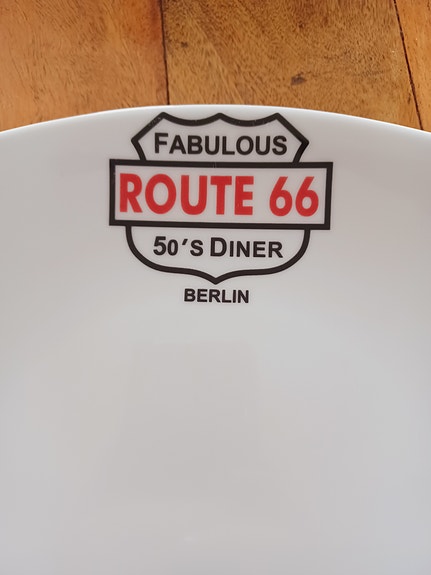 FABULOUS
ROUTE 66
50'S DINER
BERLIN